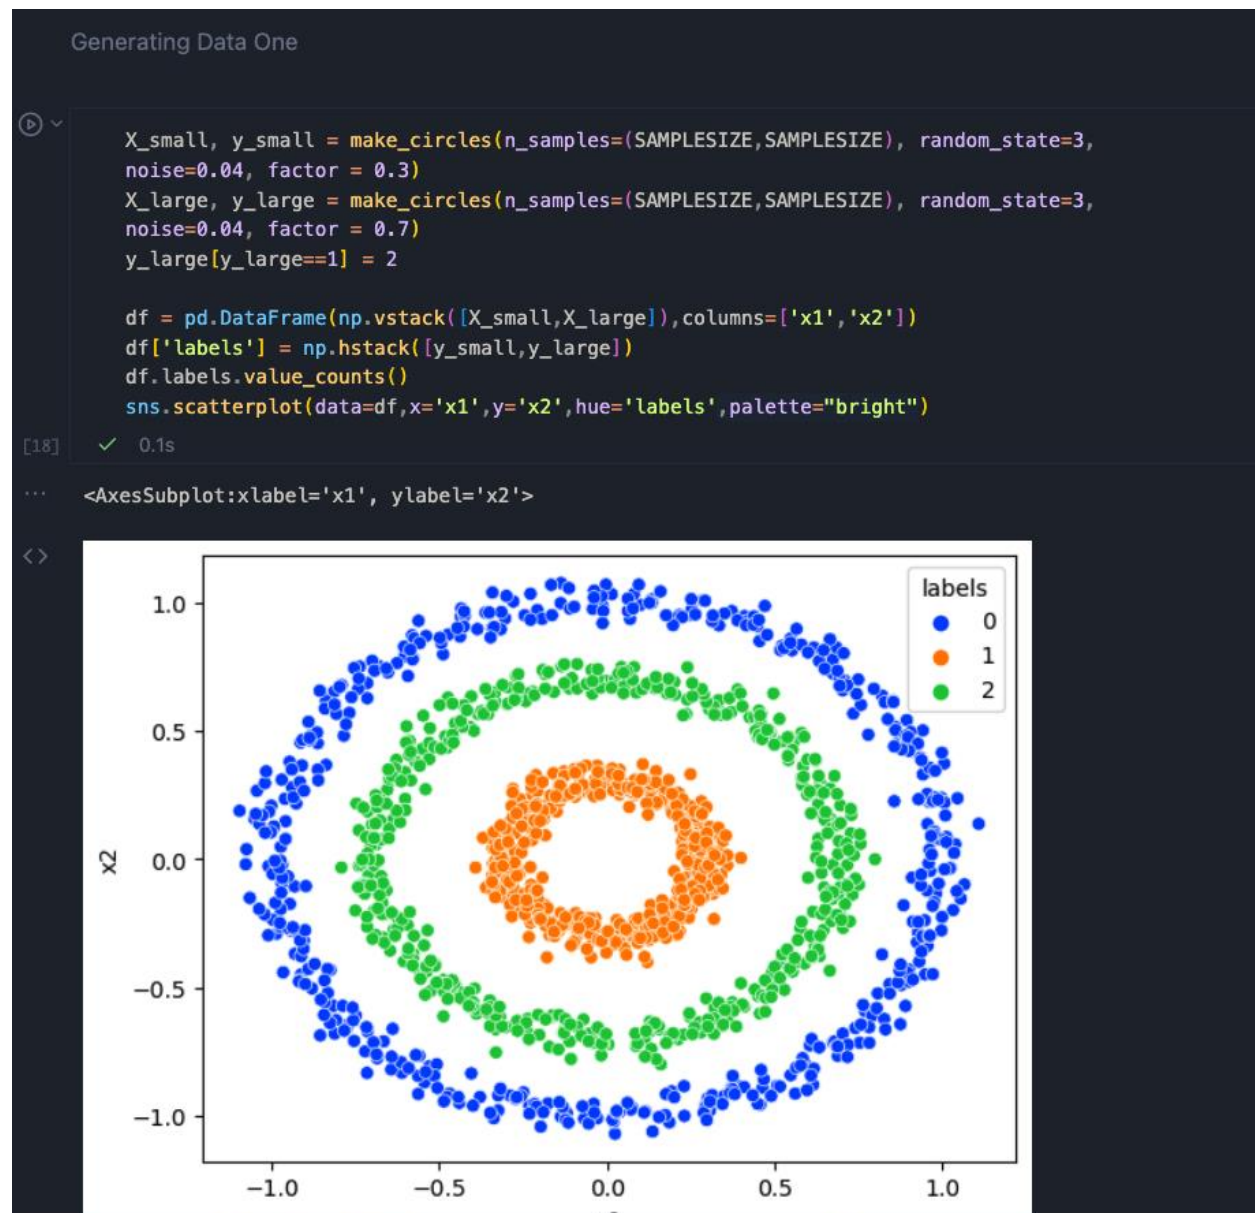 Generating Data One
X_small, y_small = make_circles(n_samples=(SAMPLESIZE,SAMPLESIZE), random_state=3,
noise=0.04, factor = 0.3)
X_large, y_large = make_circles(n_samples=(SAMPLESIZE,SAMPLESIZE), random_state=3,
noise=0.04, factor = 0.7)
y_large[y_large==1] = 2
df = pd.DataFrame(np.vstack([X_small,X_large]),columns=['x1','x2'])
df['labels'] = np.hstack([y_small,y_large])
df.labels.value_counts()
sns.scatterplot(data=df,x='x1',y='x2',hue='labels',palette="bright")
[18] 0.1s
<AxesSubplot:xlabel='x1', ylabel='x2'>
labels
0
1
2
1.0
0.5
0.0
−0.5
−1.0
x2
−1.0 −0.5 0.0 0.5 1.0